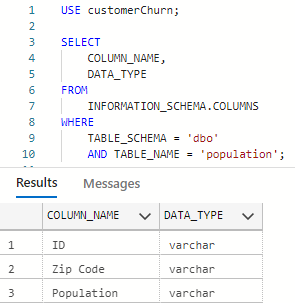 1 USE customerChurn;
2
3 SELECT
4 COLUMN_NAME,
5 DATA_TYPE
6 FROM
7 INFORMATION_SCHEMA.COLUMNS
8 WHERE
9 TABLE_SCHEMA = 'dbo'
10 AND TABLE_NAME = 'population';
Results Messages
COLUMN_NAME DATA_TYPE
1 ID varchar
2 Zip Code varchar
3 Population varchar